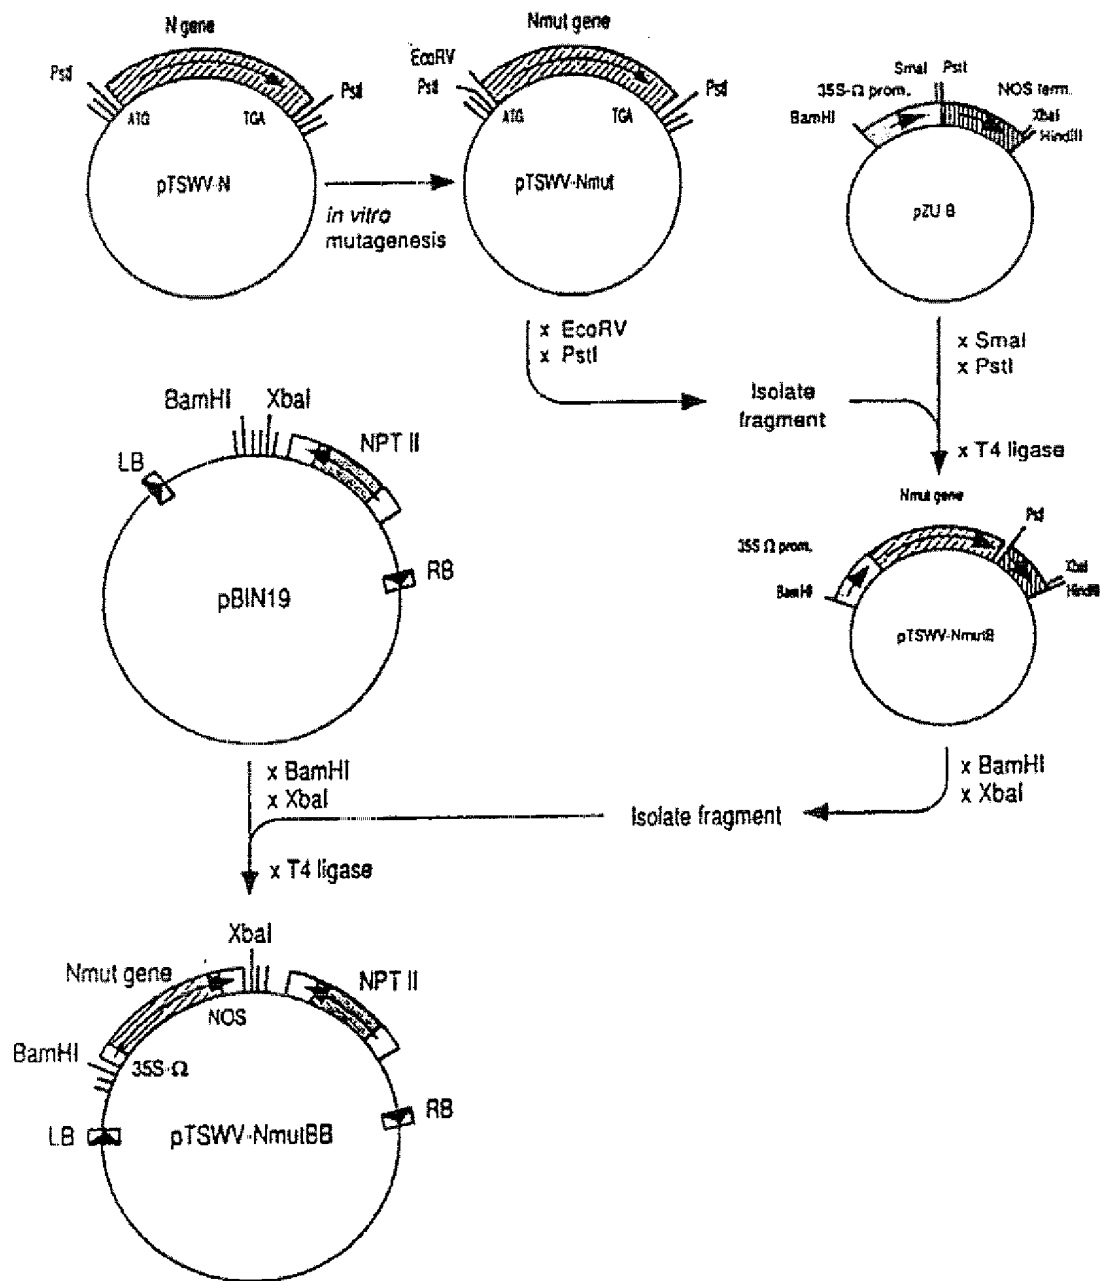 N gene
PstI
PstI
ATG
TGA
pTSWV-N
in vitro
mutagenesis
Nmut gene
EcoRV
PstI
PstI
ATG
TGA
pTSWV-Nmut
SmaI PstI
35S-Ω prom.
NOS term.
BamHI
XbaI
HindIII
pZU B
x EcoRV
x PstI
Isolate
fragment
x SmaI
x PstI
x T4 ligase
BamHI XbaI
NPT II
LB
RB
pBIN19
Nmut gene
PstI
35S Ω prom.
XbaI
BamHI
HindIII
pTSWV-NmutB
x BamHI
x XbaI
Isolate fragment
x BamHI
x XbaI
x T4 ligase
XbaI
Nmut gene
NPT II
NOS
BamHI
35S-Ω
LB
RB
pTSWV-NmutBB